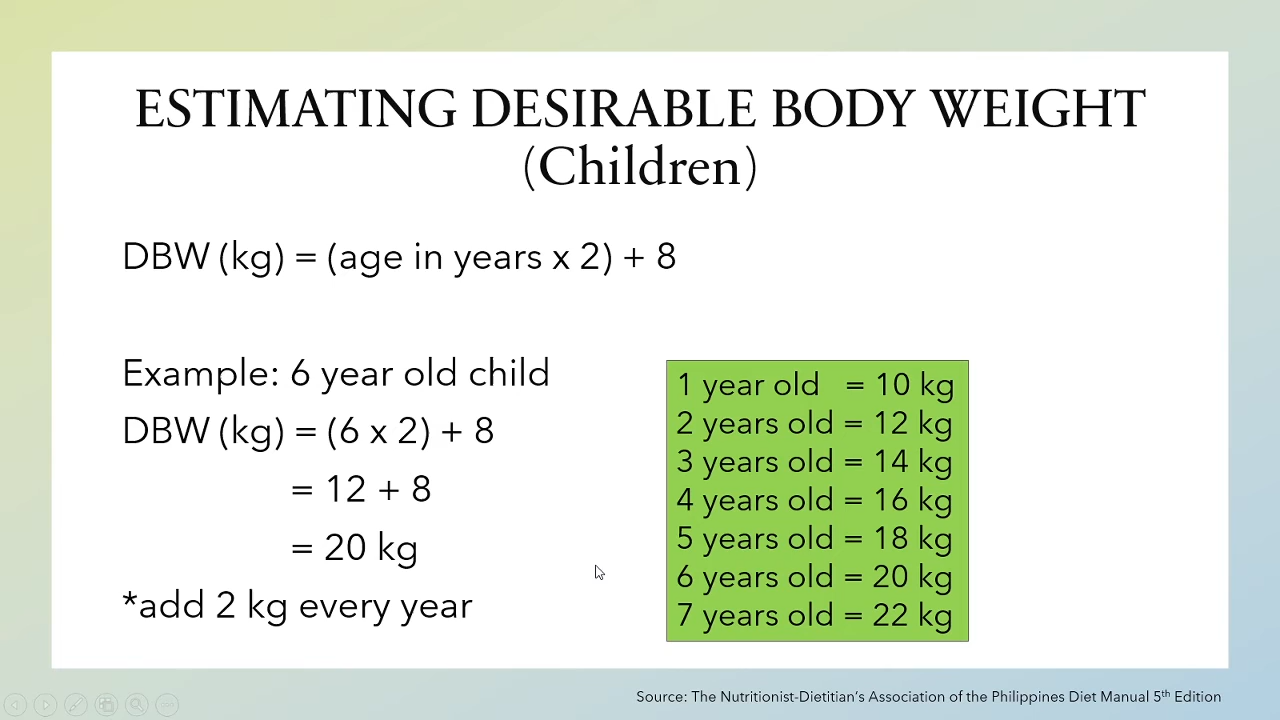 ESTIMATING DESIRABLE BODY WEIGHT
(Children)
DBW (kg) = (age in years x 2) + 8
Example: 6 year old child
DBW (kg) = (6 x 2) + 8
= 12 + 8
= 20 kg
*add 2 kg every year
1 year old = 10 kg
2 years old = 12 kg
3 years old = 14 kg
4 years old = 16 kg
5 years old = 18 kg
6 years old = 20 kg
7 years old = 22 kg
Source: The Nutritionist-Dietitian's Association of the Philippines Diet Manual 5th Edition